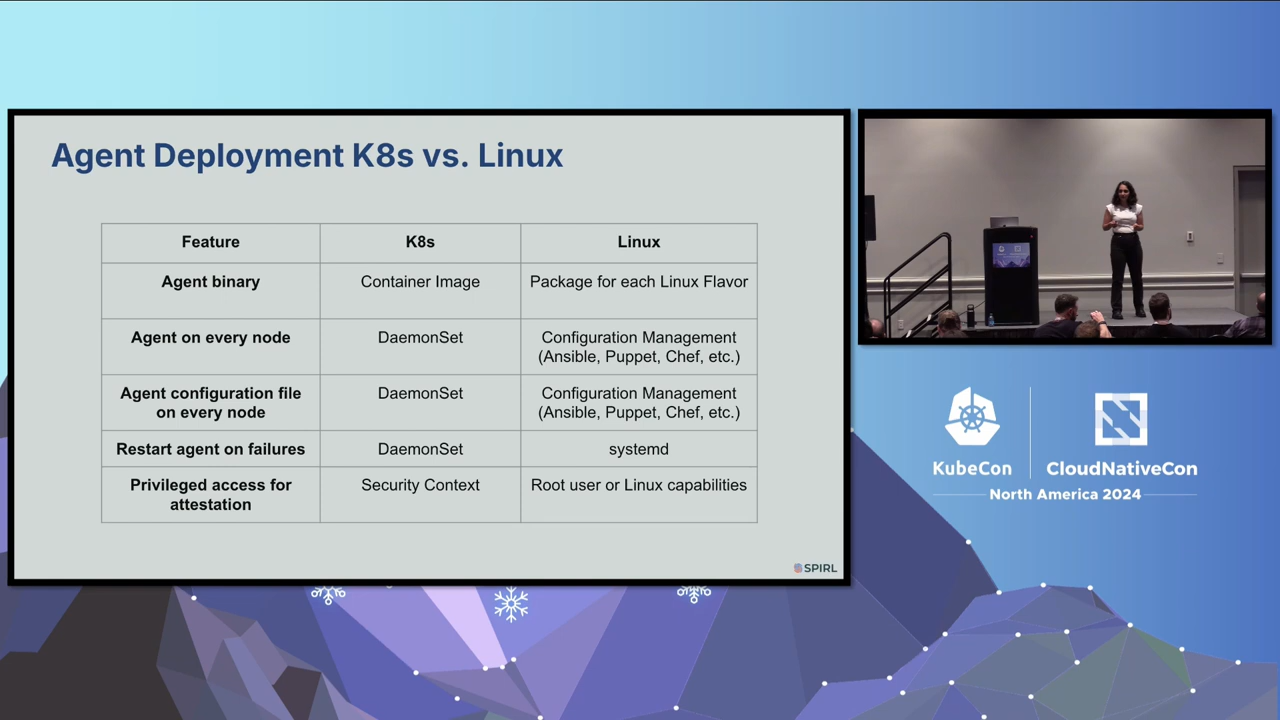 Agent Deployment K8s vs. Linux
Feature
K8s
Linux
Agent binary
Container Image
Package for each Linux Flavor
Agent on every node
DaemonSet
Configuration Management
(Ansible, Puppet, Chef, etc.)
Agent configuration file
on every node
DaemonSet
Configuration Management
(Ansible, Puppet, Chef, etc.)
Restart agent on failures
DaemonSet
systemd
Privileged access for
attestation
Security Context
Root user or Linux capabilities
SPIRL
KubeCon
CloudNativeCon
North America 2024